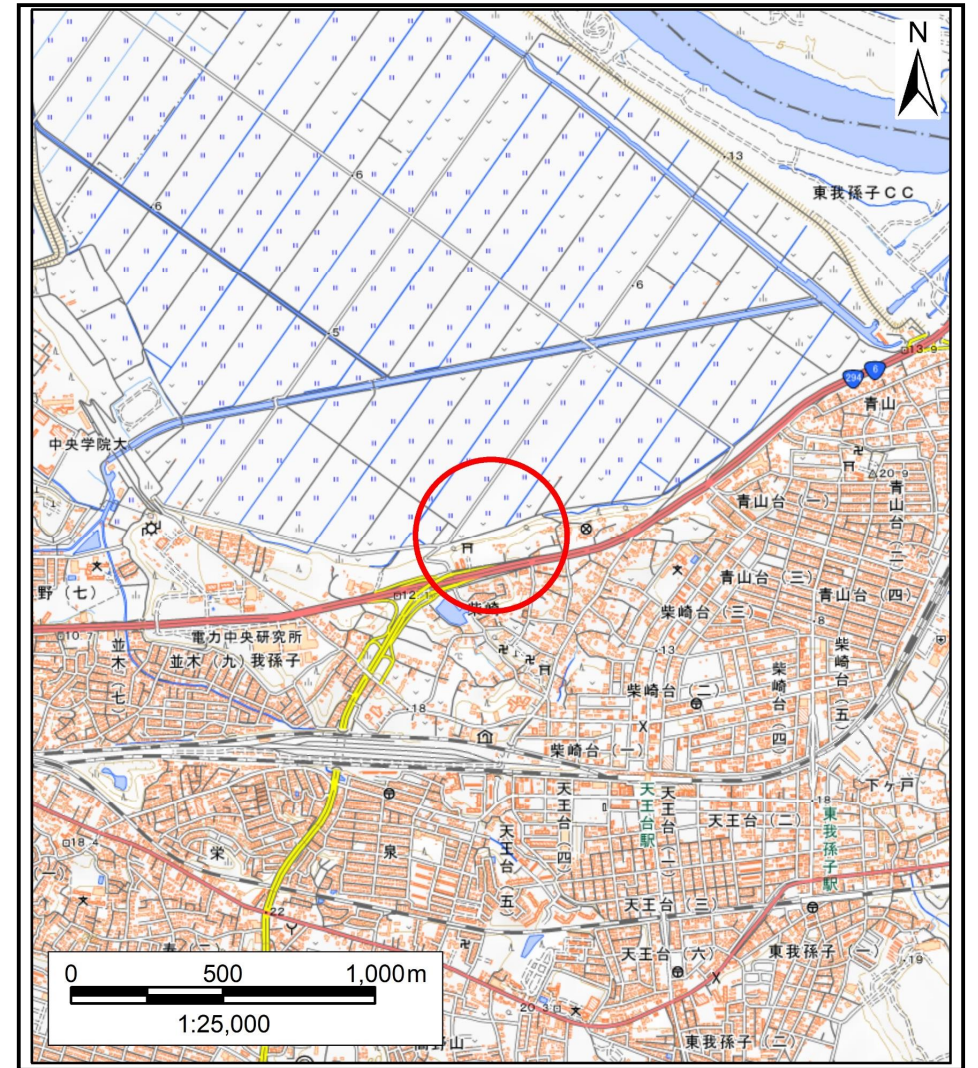 N
13
東我孫子CC
5
6
6
6
5
13.9
6
294
青山
中央学院大
20.9
青山台(二)
青山台(一)
青山台(三)
青山台(四)
野(七)
12.1
柴崎
柴崎台(三)
8
10.7
電力中央研究所
我孫子
並木(九)
並木(七)
13
柴崎台(二)
柴崎台(四)
柴崎台(五)
18
柴崎台(一)
下ヶ戸
天王台(四)
天王台駅
天王台(一)
天王台(二)
18
東我孫子駅
18.4
栄
泉
天王台(五)
天王台(三)
22
天王台(六)
東我孫子(一)
19
20.3
東我孫子(二)
高野山
0 500 1,000m
1:25,000